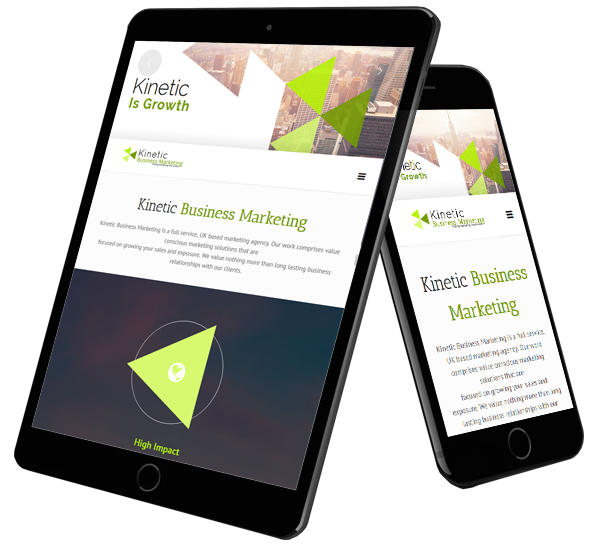 Kinetic
Is Growth
Kinetic
Business Marketing
Kinetic Business Marketing
Kinetic Business Marketing is a full service, UK based marketing agency. Our work comprises value
conscious marketing solutions that are
focused on growing your sales and exposure. We value nothing more than long lasting business
relationships with our clients.
High Impact
netic
Growth
Kinetic
Business Marketing
Kinetic Business
Marketing
Kinetic Business Marketing is a full service,
UK based marketing agency. Our work
comprises value conscious marketing
solutions that are
focused on growing your sales and
exposure. We value nothing more than long
lasting business relationships with our